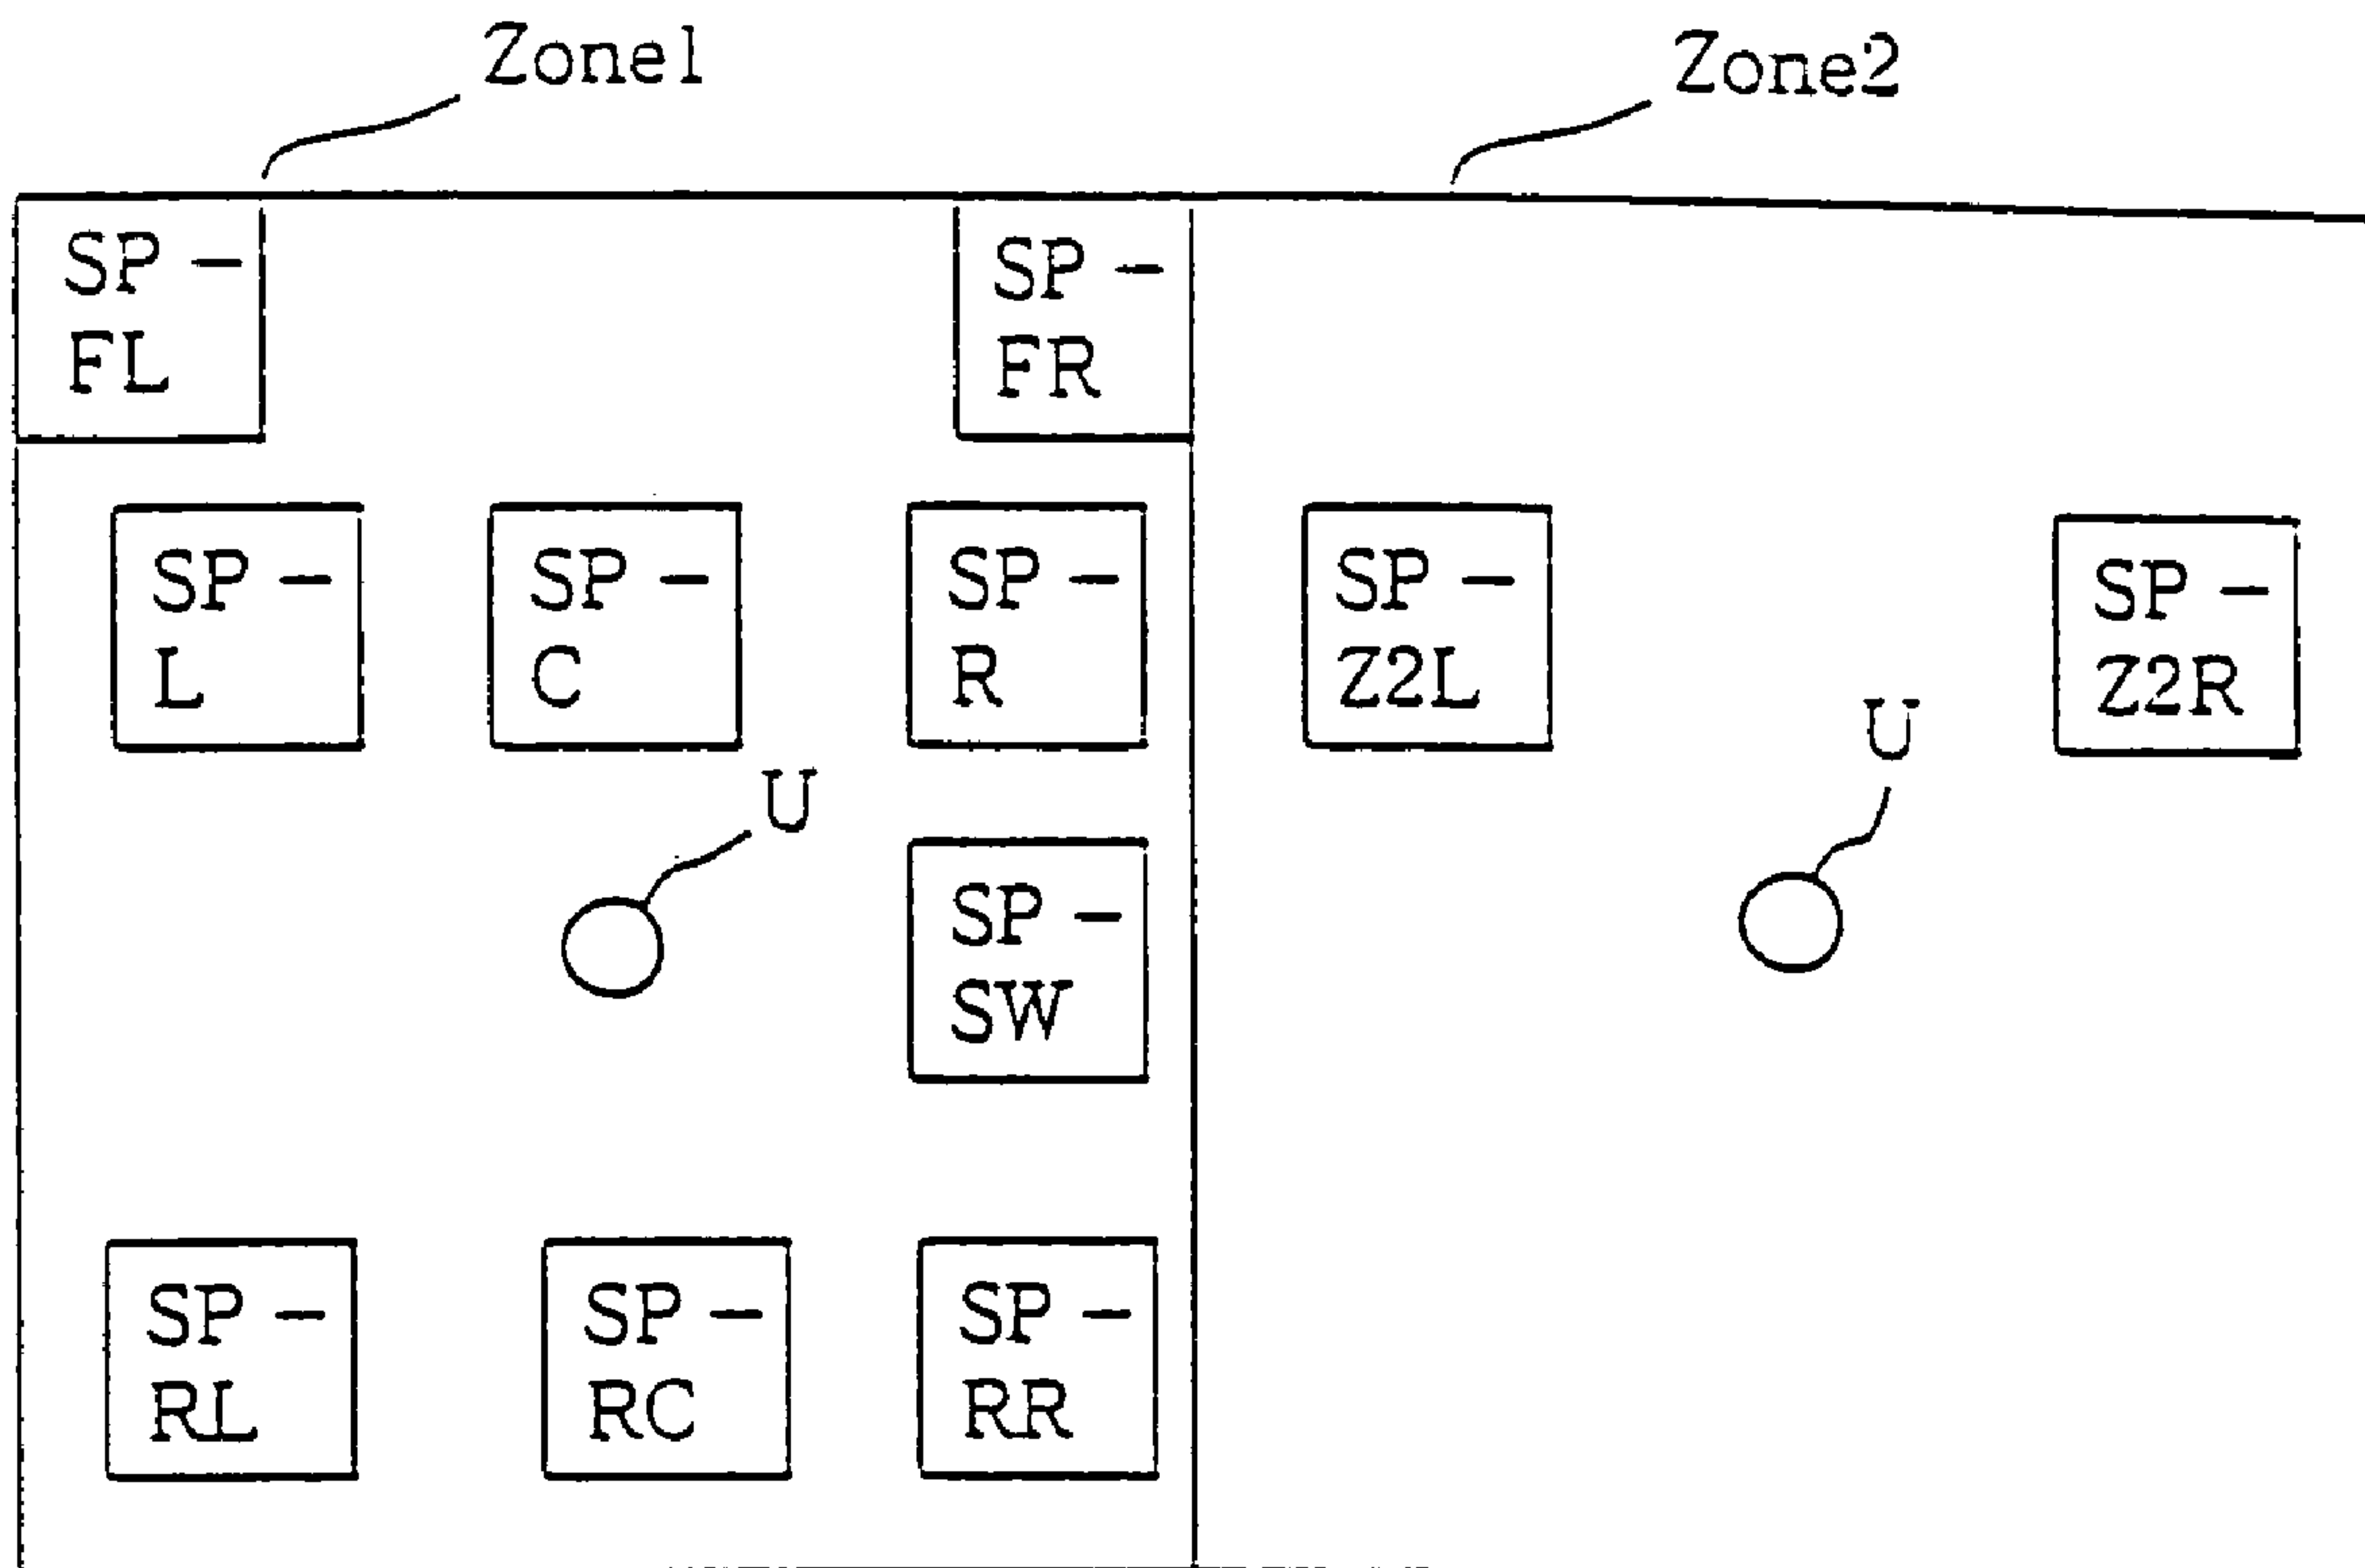 Zone1
Zone2
SP-
FL
SP-
FR
SP-
L
SP-
C
SP-
R
SP-
Z2L
SP-
Z2R
U
U
SP-
SW
SP-
RL
SP-
RC
SP-
RR